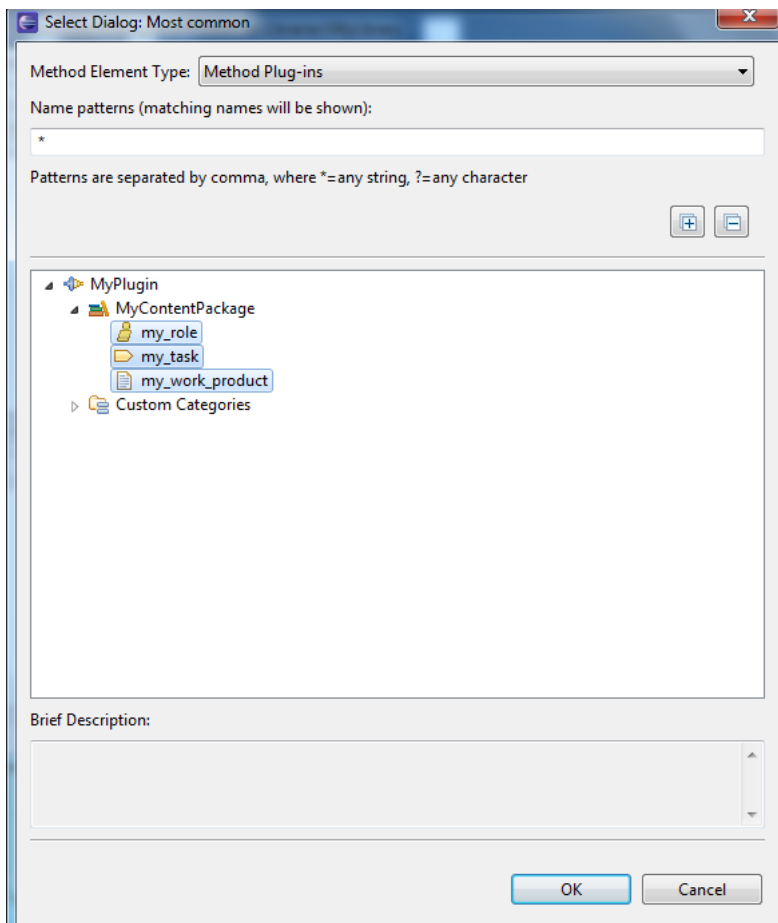 Select Dialog: Most common
Method Element Type: Method Plug-ins
Name patterns (matching names will be shown):
*
Patterns are separated by comma, where *=any string, ?=any character
MyPlugin
MyContentPackage
my_role
my_task
my_work_product
Custom Categories
Brief Description:
OK Cancel